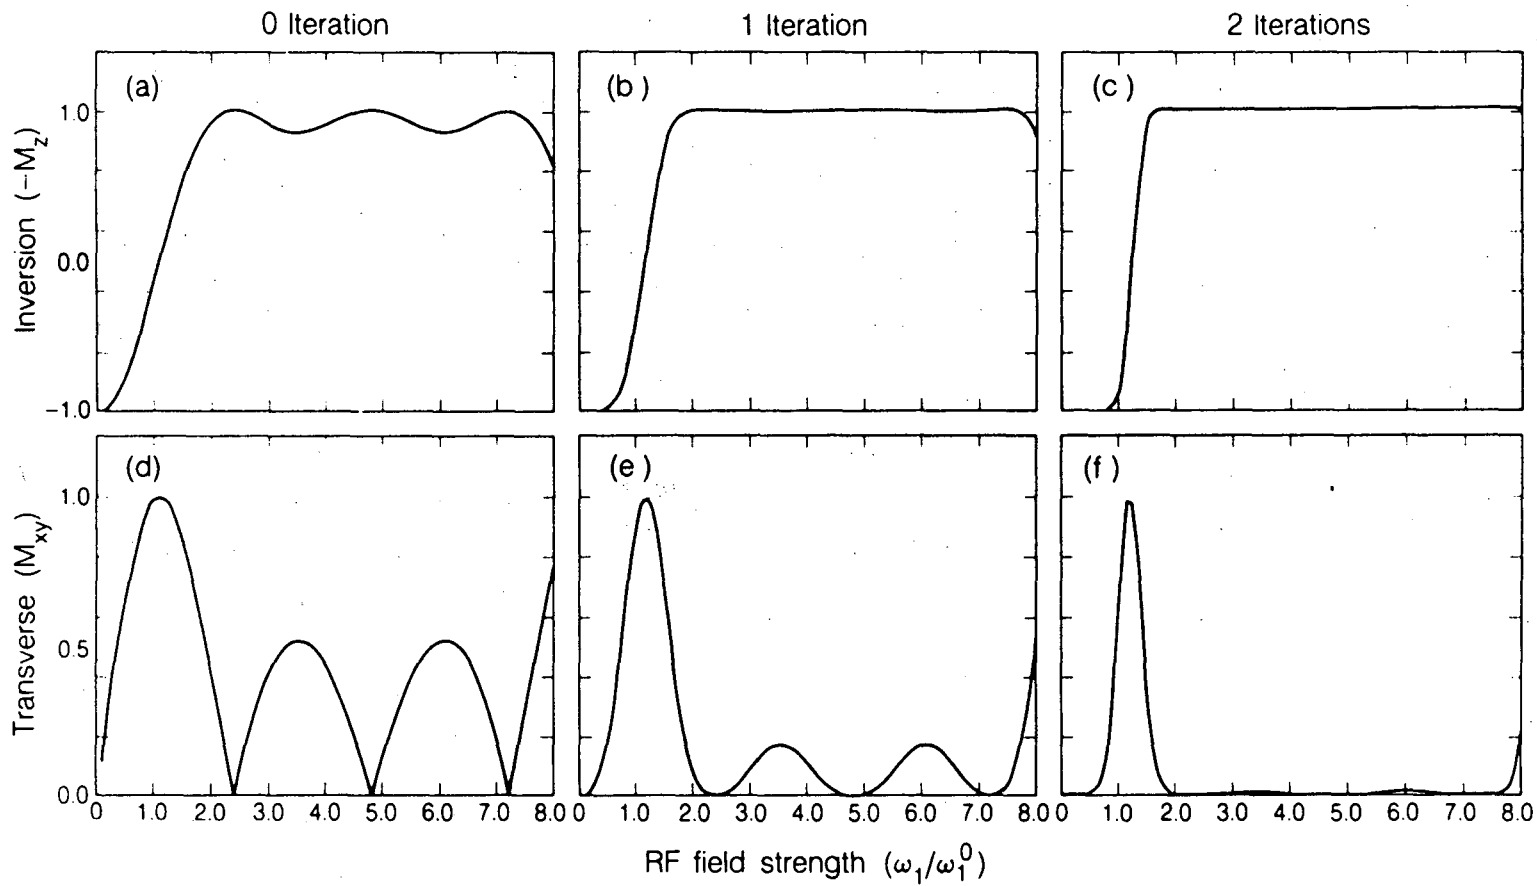 0 Iteration 1 Iteration 2 Iterations
(a) (b) (c)
Inversion (−M_z)
1.0
0.0
−1.0
(d) (e) (f)
Transverse (M_xy)
1.0
0.5
0.0
0 1.0 2.0 3.0 4.0 5.0 6.0 7.0 8.0 0 1.0 2.0 3.0 4.0 5.0 6.0 7.0 8.0 0 1.0 2.0 3.0 4.0 5.0 6.0 7.0 8.0
RF field strength (ω₁/ω₁⁰)